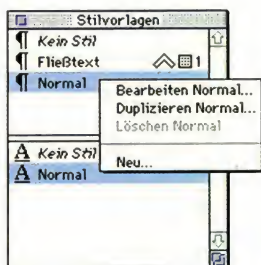 Stilvorlagen
¶ Kein Stil
¶ Fließtext 1
¶ Normal
Bearbeiten Normal...
Duplizieren Normal...
Löschen Normal
Neu...
A Kein Stil
A Normal